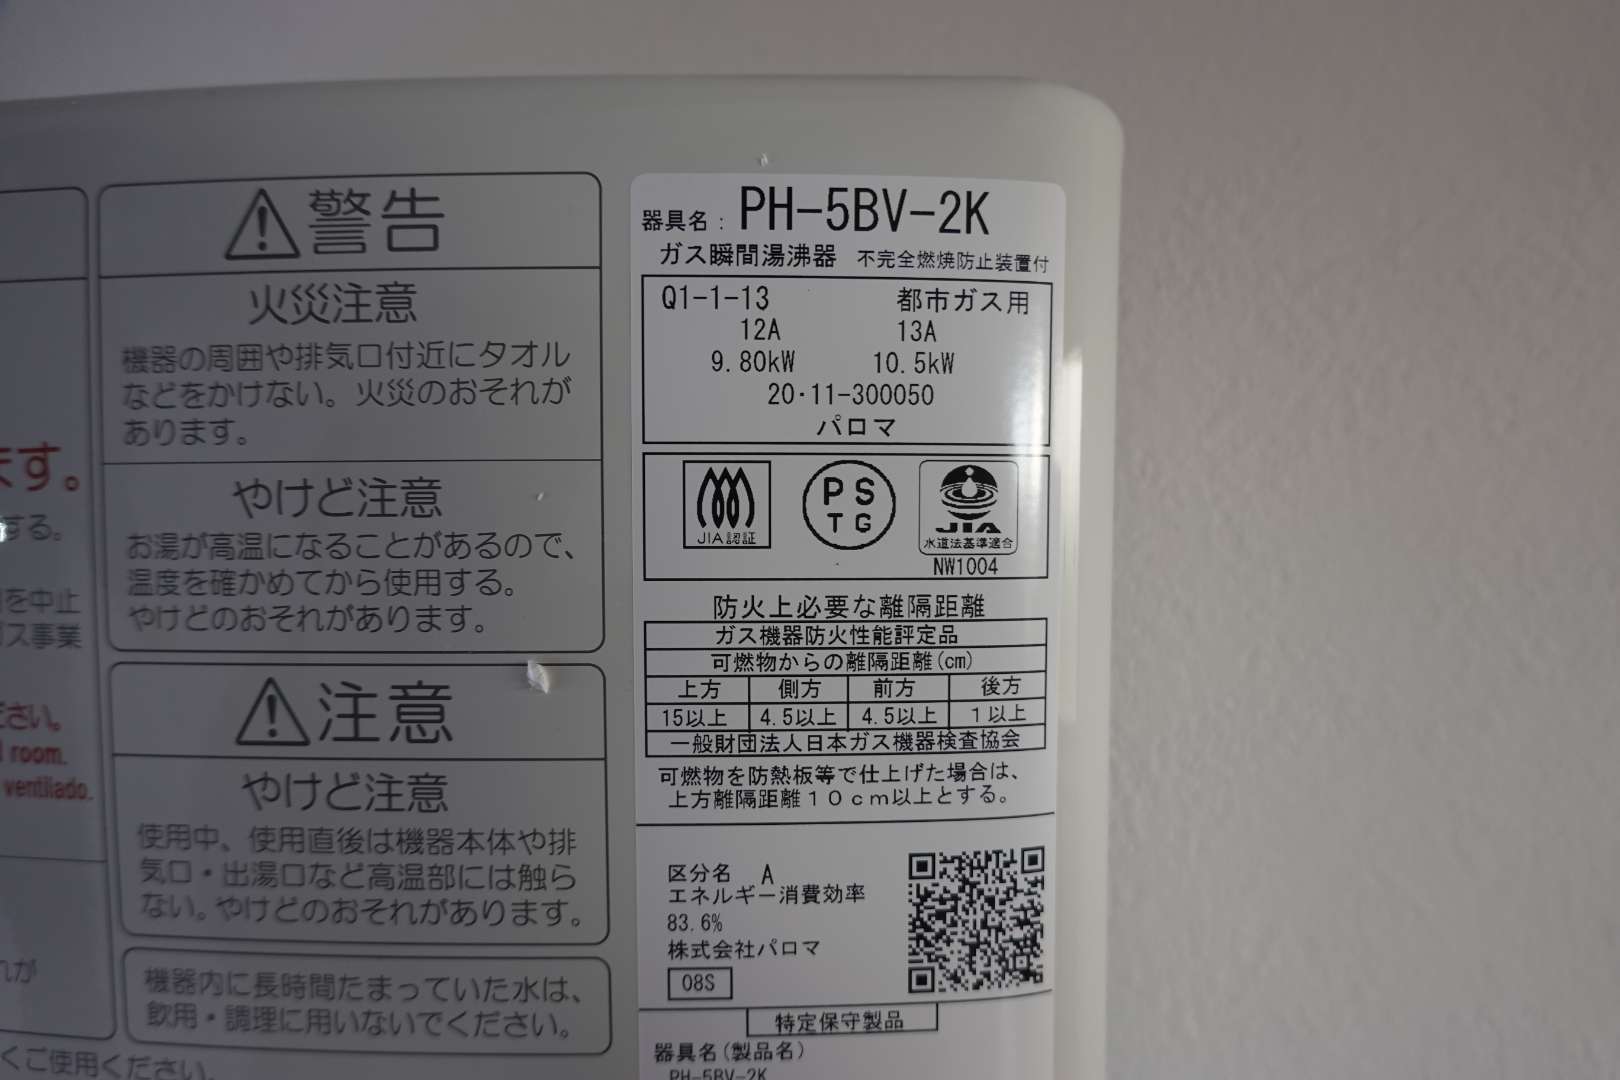 ます。
する。
を中止
ガス事業
ださい。
room.
ventilado.
れが
くご使用ください。
警告
火災注意
機器の周囲や排気口付近にタオル
などをかけない。火災のおそれが
あります。
やけど注意
お湯が高温になることがあるので、
温度を確かめてから使用する。
やけどのおそれがあります。
注意
やけど注意
使用中、使用直後は機器本体や排
気口・出湯口など高温部には触ら
ない。やけどのおそれがあります。
機器内に長時間たまっていた水は、
飲用・調理に用いないでください。
器具名: PH-5BV-2K
ガス瞬間湯沸器 不完全燃焼防止装置付
Q1-1-13 都市ガス用
12A 13A
9.80kW 10.5kW
20・11-300050
パロマ
JIA認証
PS
TG
JIA
水道法基準適合
NW1004
防火上必要な離隔距離
ガス機器防火性能評定品
可燃物からの離隔距離(cm)
上方 側方 前方 後方
15以上 4.5以上 4.5以上 1以上
一般財団法人日本ガス機器検査協会
可燃物を防熱板等で仕上げた場合は、
上方離隔距離10cm以上とする。
区分名 A
エネルギー消費効率
83.6%
株式会社パロマ
08S
特定保守製品
器具名(製品名)
PH-5BV-2K